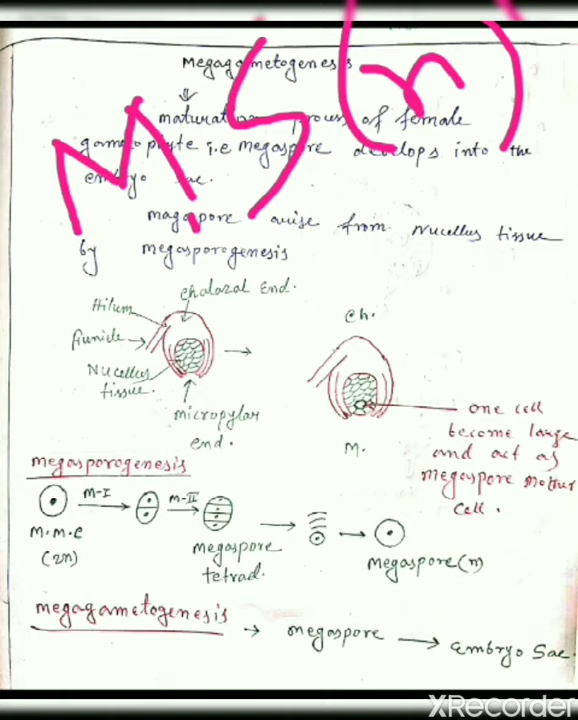 Megagametogenesis
maturation process of female
gametophyte i.e megaspore develops into the
embryo sac.
magaspore arise from Nucellus tissue
by megasporogenesis
M.S(n)
chalazal End.
Hilum
Funicle
Nucellus
tissue.
micropylar
end.
Ch.
M.
one cell
become large
and act as
megaspore mother
cell.
megasporogenesis
M-I
M-II
M.M.C
(2n)
megaspore
tetrad.
megaspore(n)
megagametogenesis
megaspore
Embryo Sac.
XRecorder